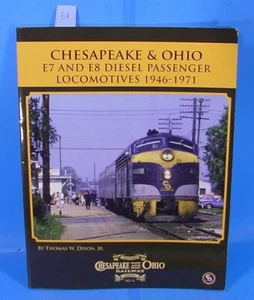 CHESAPEAKE & OHIO
E7 AND E8 DIESEL PASSENGER
LOCOMOTIVES 1946-1971
BY THOMAS W. DIXON, JR.
CHESAPEAKE AND OHIO
RAILWAY